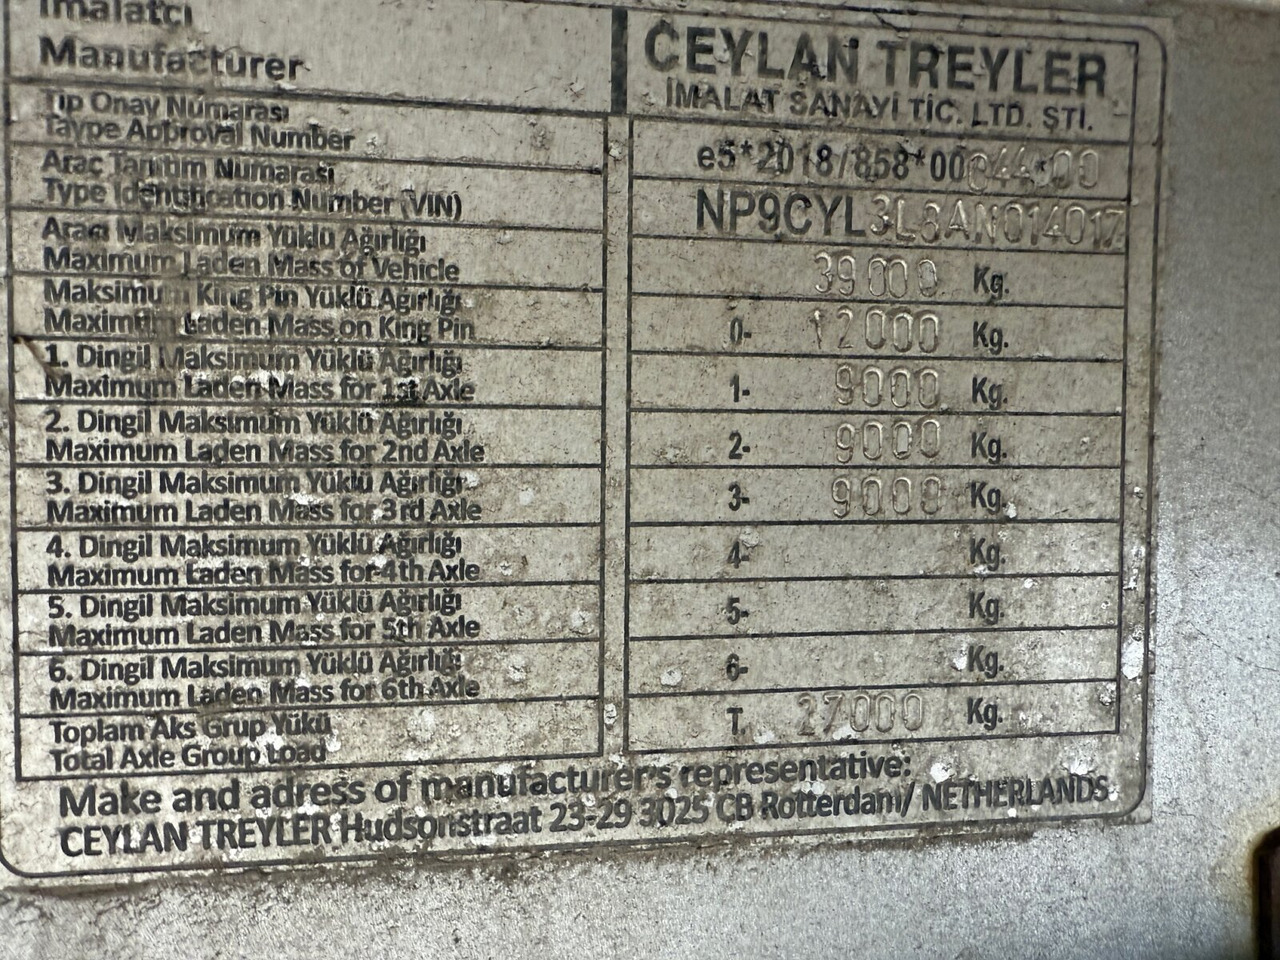 İmalatcı
Manufacturer
CEYLAN TREYLER
İMALAT SANAYİ TİC. LTD. ŞTİ.
Tip Onay Numarası
Taype Approval Number
e5*2018/858*00044*00
Araç Tanıtım Numarası
Type Identification Number (VIN)
NP9CYL3L3AN014017
Aracı Maksimum Yüklü Ağırlığı
Maximum Laden Mass of Vehicle
39000 Kg.
Maksimum King Pin Yüklü Ağırlığı
Maximum Laden Mass on King Pin
0- 12000 Kg.
1. Dingil Maksimum Yüklü Ağırlığı
Maximum Laden Mass for 1st Axle
1- 9000 Kg.
2. Dingil Maksimum Yüklü Ağırlığı
Maximum Laden Mass for 2nd Axle
2- 9000 Kg.
3. Dingil Maksimum Yüklü Ağırlığı
Maximum Laden Mass for 3rd Axle
3- 9000 Kg.
4. Dingil Maksimum Yüklü Ağırlığı
Maximum Laden Mass for 4th Axle
4- Kg.
5. Dingil Maksimum Yüklü Ağırlığı
Maximum Laden Mass for 5th Axle
5- Kg.
6. Dingil Maksimum Yüklü Ağırlığı
Maximum Laden Mass for 6th Axle
6- Kg.
Toplam Aks Grup Yükü
Total Axle Group Load
T 27000 Kg.
Make and adress of manufacturer's representative:
CEYLAN TREYLER Hudsonstraat 23-29 3025 CB Rotterdam/ NETHERLANDS